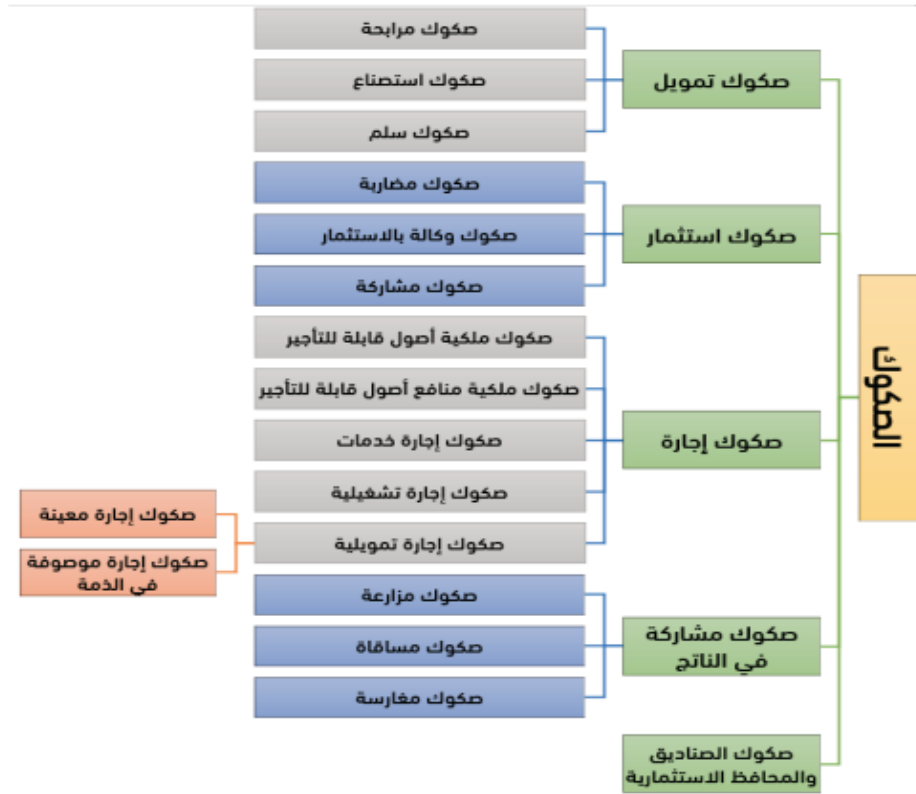 الصكوك
صكوك تمويل
صكوك مرابحة
صكوك استصناع
صكوك سلم
صكوك استثمار
صكوك مضاربة
صكوك وكالة بالاستثمار
صكوك مشاركة
صكوك إجارة
صكوك ملكية أصول قابلة للتأجير
صكوك ملكية منافع أصول قابلة للتأجير
صكوك إجارة خدمات
صكوك إجارة تشغيلية
صكوك إجارة تمويلية
صكوك إجارة معينة
صكوك إجارة موصوفة
في الذمة
صكوك مشاركة
في الناتج
صكوك مزارعة
صكوك مساقاة
صكوك مغارسة
صكوك الصناديق
والمحافظ الاستثمارية